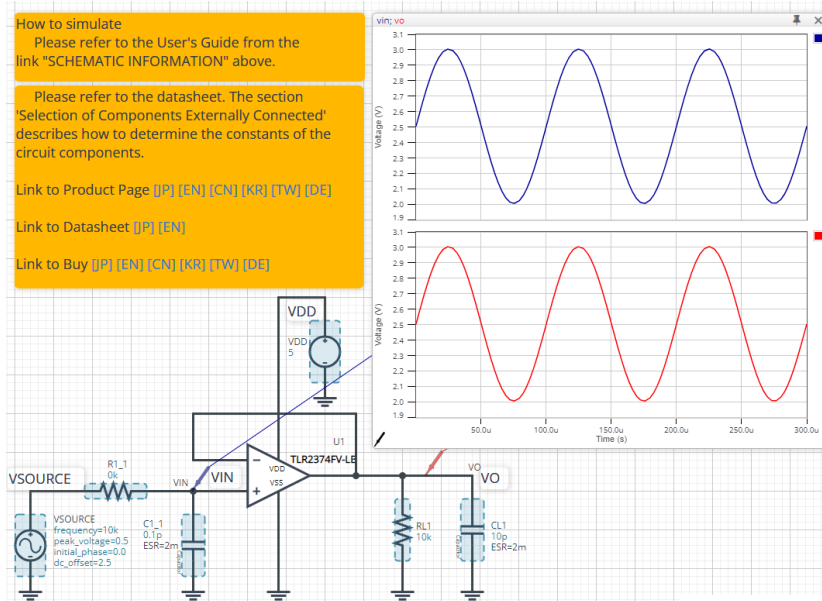 How to simulate
Please refer to the User's Guide from the
link "SCHEMATIC INFORMATION" above.
Please refer to the datasheet. The section
'Selection of Components Externally Connected'
describes how to determine the constants of the
circuit components.
Link to Product Page [JP] [EN] [CN] [KR] [TW] [DE]
Link to Datasheet [JP] [EN]
Link to Buy [JP] [EN] [CN] [KR] [TW] [DE]
vin; vo
3.1
3.0
2.9
2.8
2.7
2.6
2.5
2.4
2.3
2.2
2.1
2.0
1.9
Voltage (V)
3.1
3.0
2.9
2.8
2.7
2.6
2.5
2.4
2.3
2.2
2.1
2.0
1.9
Voltage (V)
50.0u 100.0u 150.0u 200.0u 250.0u 300.0u
Time (s)
VDD
VDD
5
U1
TLR2374FV-LE
VDD
VSS
R1_1
0k
VSOURCE
VIN
VIN
VO
VO
VSOURCE
frequency=10k
peak_voltage=0.5
initial_phase=0.0
dc_offset=2.5
C1_1
0.1p
ESR=2m
RL1
10k
CL1
10p
ESR=2m